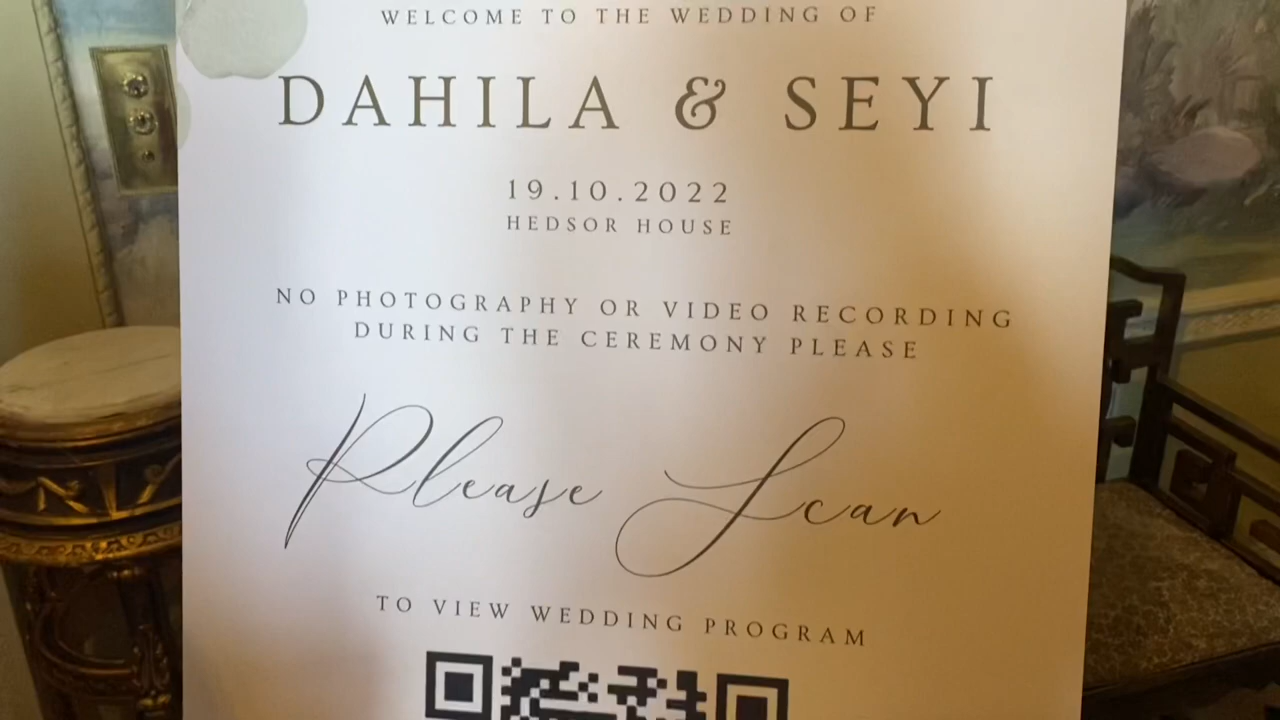 WELCOME TO THE WEDDING OF
DAHILA & SEYI
19.10.2022
HEDSOR HOUSE
NO PHOTOGRAPHY OR VIDEO RECORDING
DURING THE CEREMONY PLEASE
Please Scan
TO VIEW WEDDING PROGRAM